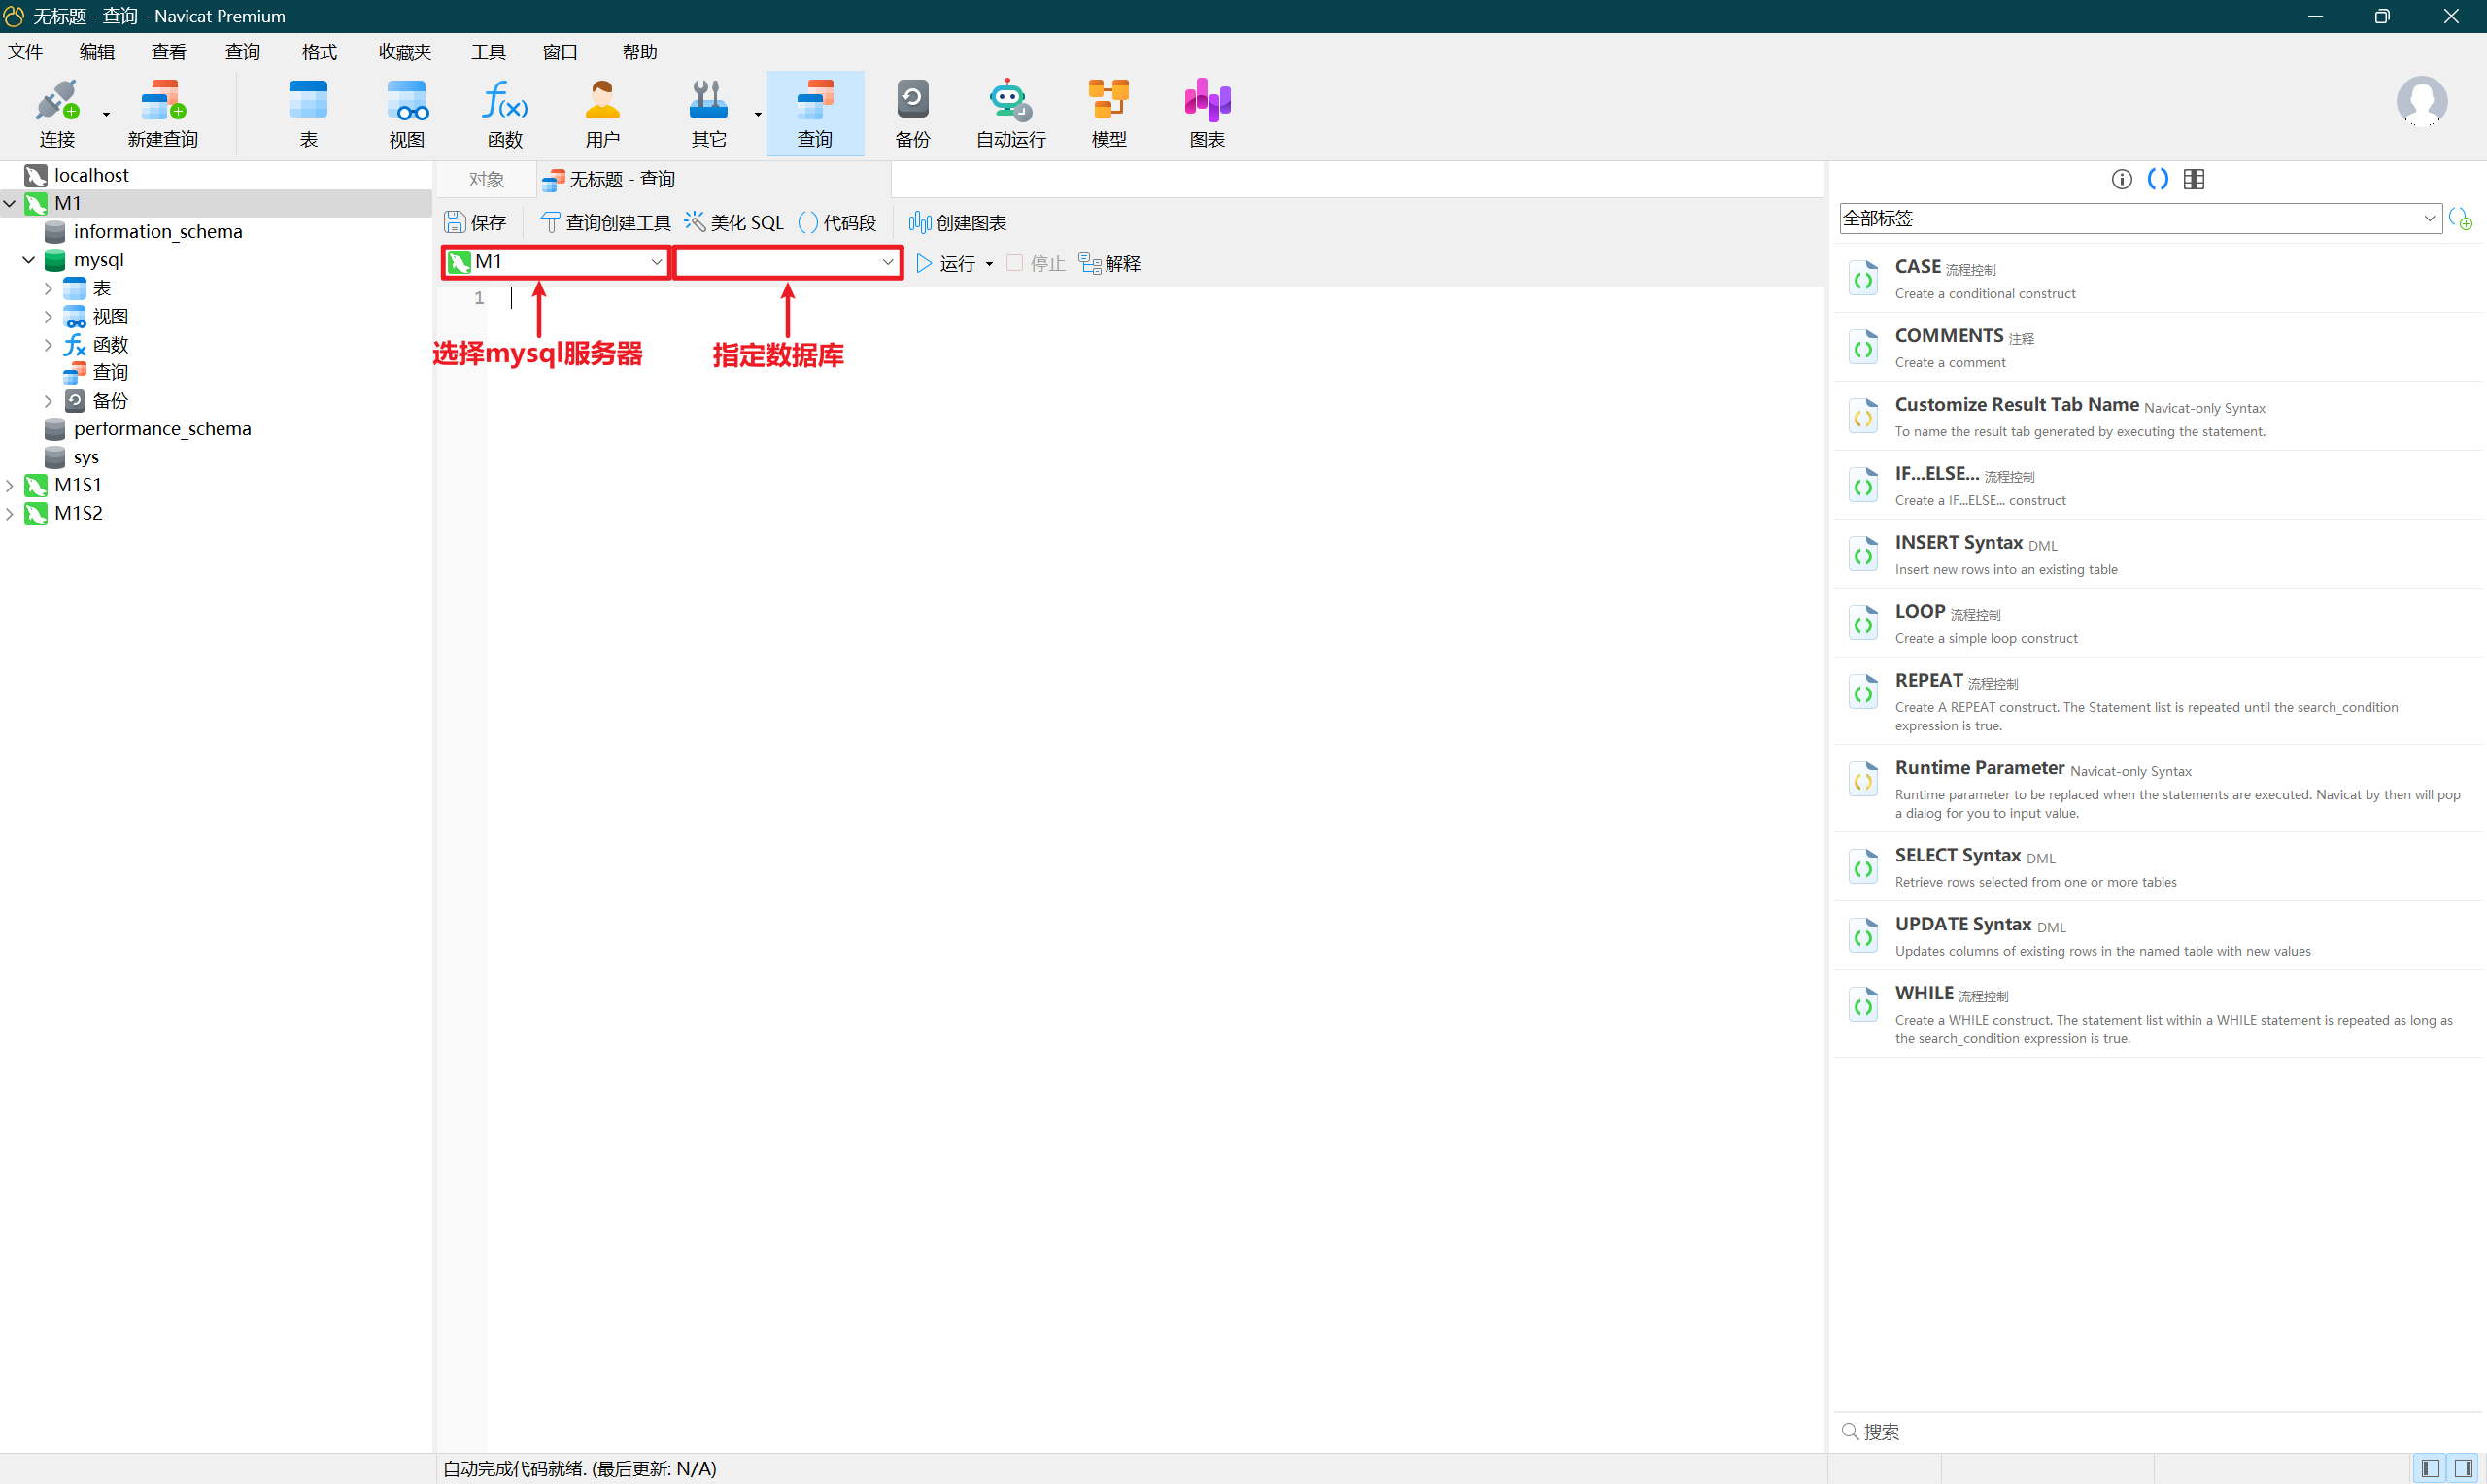 无标题 - 查询 - Navicat Premium
文件 编辑 查看 查询 格式 收藏夹 工具 窗口 帮助
连接 新建查询 表 视图 函数 用户 其它 查询 备份 自动运行 模型 图表
localhost
M1
information_schema
mysql
表
视图
函数
查询
备份
performance_schema
sys
M1S1
M1S2
对象 无标题 - 查询
保存 查询创建工具 美化 SQL 代码段 创建图表
M1 运行 停止 解释
1
选择mysql服务器 指定数据库
全部标签
CASE 流程控制
Create a conditional construct
COMMENTS 注释
Create a comment
Customize Result Tab Name Navicat-only Syntax
To name the result tab generated by executing the statement.
IF...ELSE... 流程控制
Create a IF...ELSE... construct
INSERT Syntax DML
Insert new rows into an existing table
LOOP 流程控制
Create a simple loop construct
REPEAT 流程控制
Create A REPEAT construct. The Statement list is repeated until the search_condition
expression is true.
Runtime Parameter Navicat-only Syntax
Runtime parameter to be replaced when the statements are executed. Navicat by then will pop
a dialog for you to input value.
SELECT Syntax DML
Retrieve rows selected from one or more tables
UPDATE Syntax DML
Updates columns of existing rows in the named table with new values
WHILE 流程控制
Create a WHILE construct. The statement list within a WHILE statement is repeated as long as
the search_condition expression is true.
搜索
自动完成代码就绪. (最后更新: N/A)